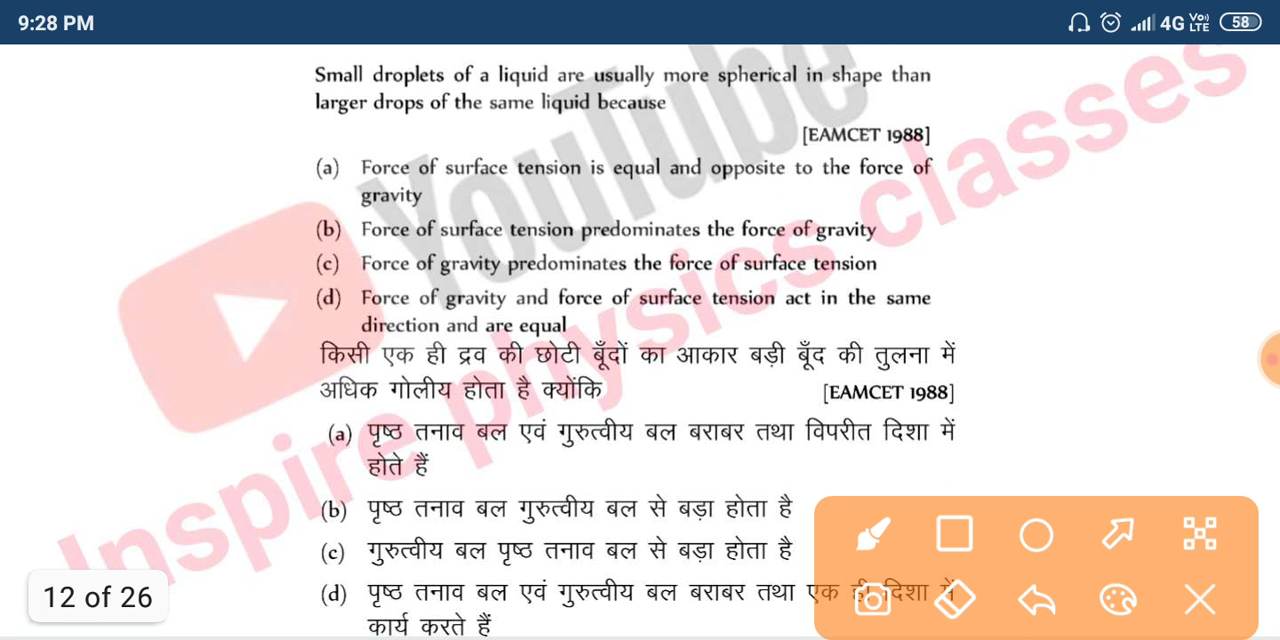 9:28 PM
4G Vo) LTE 58
Small droplets of a liquid are usually more spherical in shape than
larger drops of the same liquid because
[EAMCET 1988]
(a) Force of surface tension is equal and opposite to the force of
gravity
(b) Force of surface tension predominates the force of gravity
(c) Force of gravity predominates the force of surface tension
(d) Force of gravity and force of surface tension act in the same
direction and are equal
किसी एक ही द्रव की छोटी बूँदों का आकार बड़ी बूँद की तुलना में
अधिक गोलीय होता है क्योंकि [EAMCET 1988]
(a) पृष्ठ तनाव बल एवं गुरुत्वीय बल बराबर तथा विपरीत दिशा में
होते हैं
(b) पृष्ठ तनाव बल गुरुत्वीय बल से बड़ा होता है
(c) गुरुत्वीय बल पृष्ठ तनाव बल से बड़ा होता है
(d) पृष्ठ तनाव बल एवं गुरुत्वीय बल बराबर तथा एक ही दिशा में
कार्य करते हैं
12 of 26
YouTube
Inspire physics classes